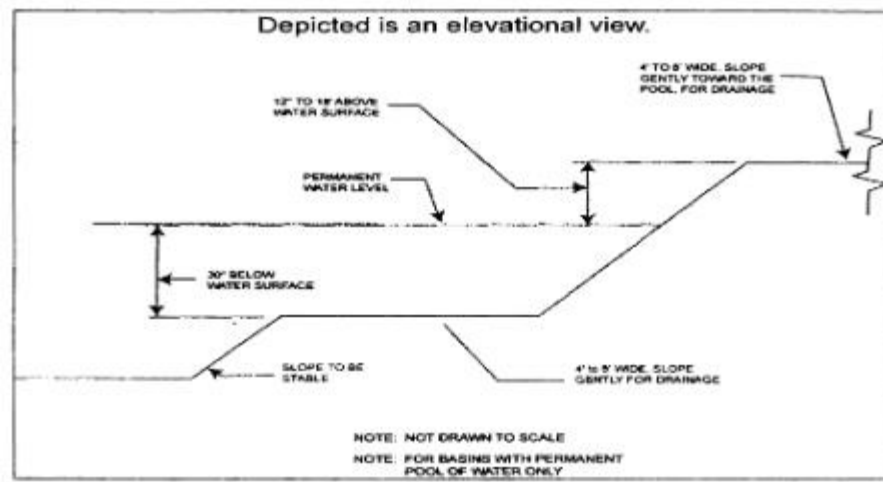 Depicted is an elevational view.
4' TO 6' WIDE, SLOPE
GENTLY TOWARD THE
POOL, FOR DRAINAGE
12" TO 18" ABOVE
WATER SURFACE
PERMANENT
WATER LEVEL
30" BELOW
WATER SURFACE
SLOPE TO BE
STABLE
4' to 6' WIDE, SLOPE
GENTLY FOR DRAINAGE
NOTE: NOT DRAWN TO SCALE
NOTE: FOR BASINS WITH PERMANENT
POOL OF WATER ONLY